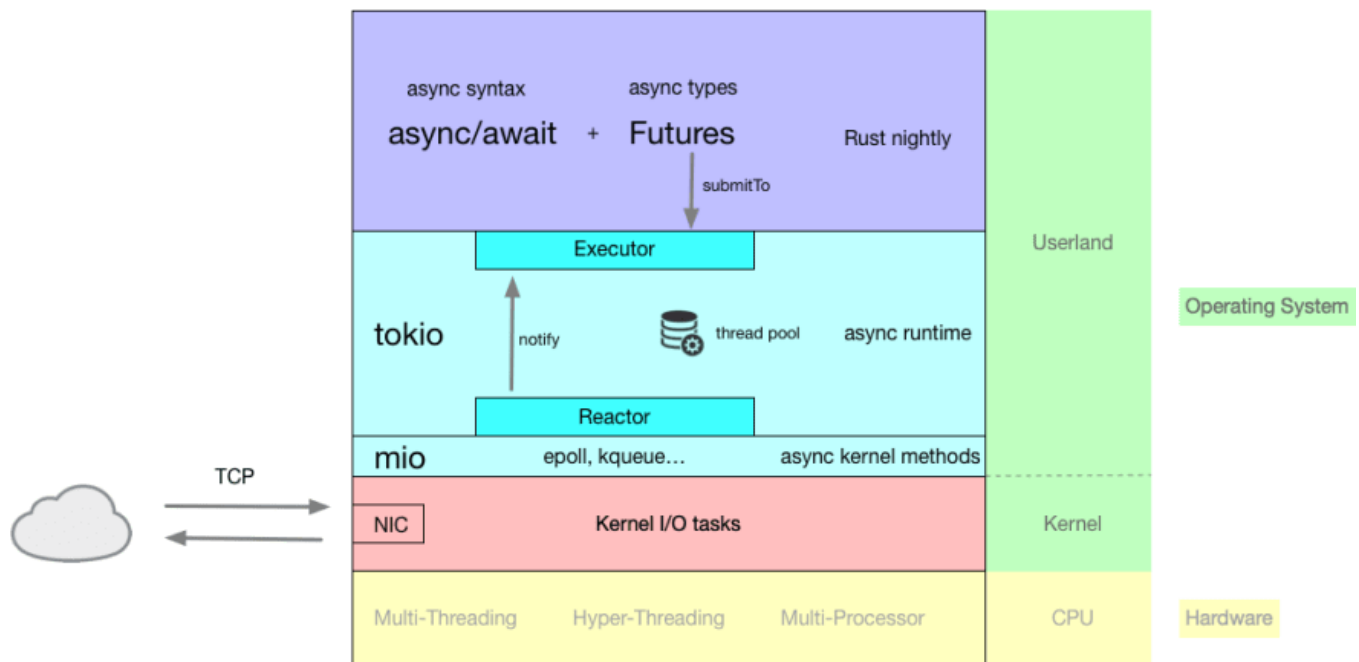 async syntax
async types
async/await + Futures
Rust nightly
submitTo
Executor
Userland
Operating System
tokio
notify
thread pool
async runtime
Reactor
mio
epoll, kqueue…
async kernel methods
TCP
NIC
Kernel I/O tasks
Kernel
Multi-Threading
Hyper-Threading
Multi-Processor
CPU
Hardware